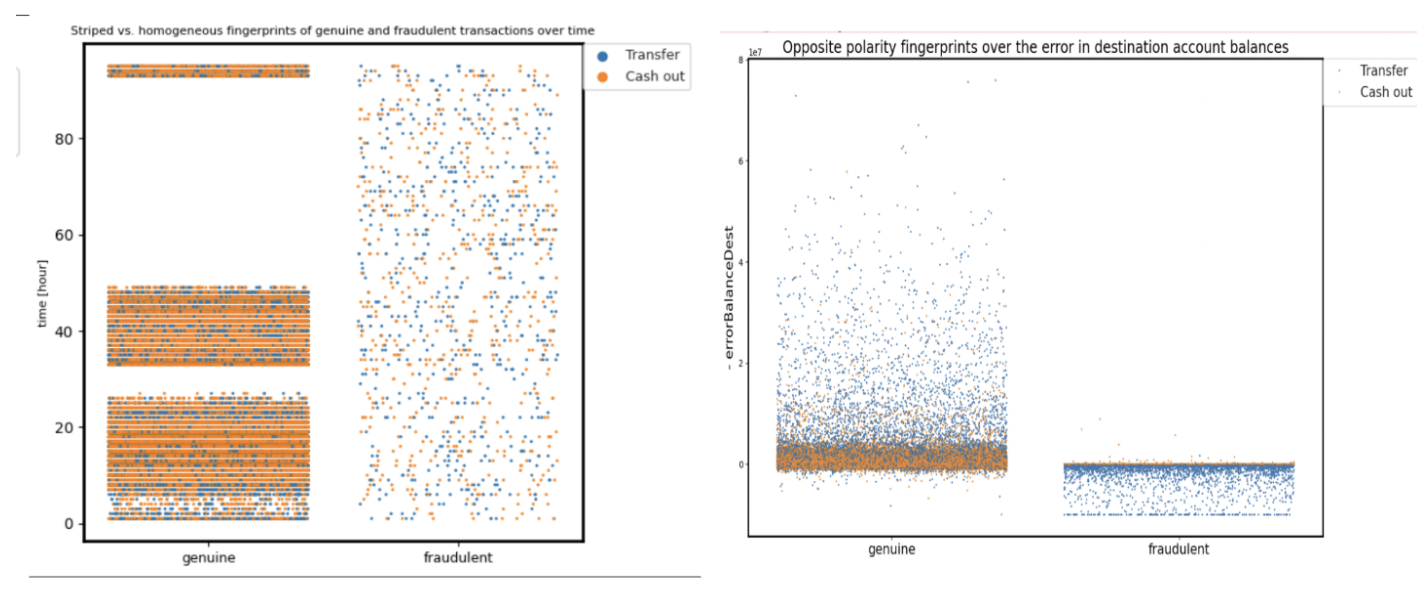 Striped vs. homogeneous fingerprints of genuine and fraudulent transactions over time
Transfer
Cash out
80
60
40
20
0
time [hour]
genuine
fraudulent
Opposite polarity fingerprints over the error in destination account balances
1e7
Transfer
Cash out
8
6
4
2
0
- errorBalanceDest
genuine
fraudulent